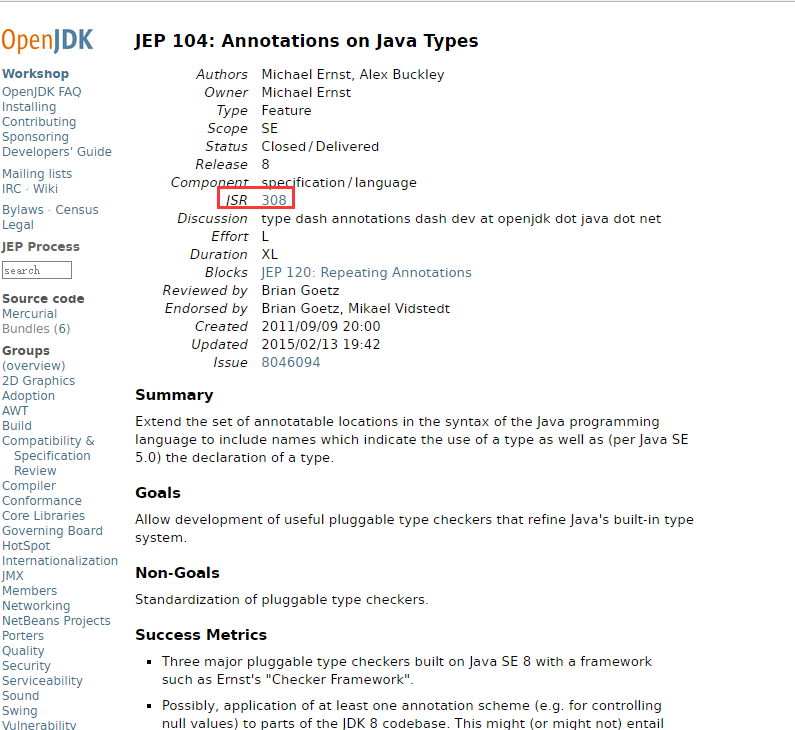 OpenJDK
Workshop
OpenJDK FAQ
Installing
Contributing
Sponsoring
Developers' Guide
Mailing lists
IRC · Wiki
Bylaws · Census
Legal
JEP Process
search
Source code
Mercurial
Bundles (6)
Groups
(overview)
2D Graphics
Adoption
AWT
Build
Compatibility &
Specification
Review
Compiler
Conformance
Core Libraries
Governing Board
HotSpot
Internationalization
JMX
Members
Networking
NetBeans Projects
Porters
Quality
Security
Serviceability
Sound
Swing
Vulnerability
JEP 104: Annotations on Java Types
Authors Michael Ernst, Alex Buckley
Owner Michael Ernst
Type Feature
Scope SE
Status Closed / Delivered
Release 8
Component specification / language
JSR 308
Discussion type dash annotations dash dev at openjdk dot java dot net
Effort L
Duration XL
Blocks JEP 120: Repeating Annotations
Reviewed by Brian Goetz
Endorsed by Brian Goetz, Mikael Vidstedt
Created 2011/09/09 20:00
Updated 2015/02/13 19:42
Issue 8046094
Summary
Extend the set of annotatable locations in the syntax of the Java programming
language to include names which indicate the use of a type as well as (per Java SE
5.0) the declaration of a type.
Goals
Allow development of useful pluggable type checkers that refine Java's built-in type
system.
Non-Goals
Standardization of pluggable type checkers.
Success Metrics
▪ Three major pluggable type checkers built on Java SE 8 with a framework
such as Ernst's "Checker Framework".
▪ Possibly, application of at least one annotation scheme (e.g. for controlling
null values) to parts of the JDK 8 codebase. This might (or might not) entail